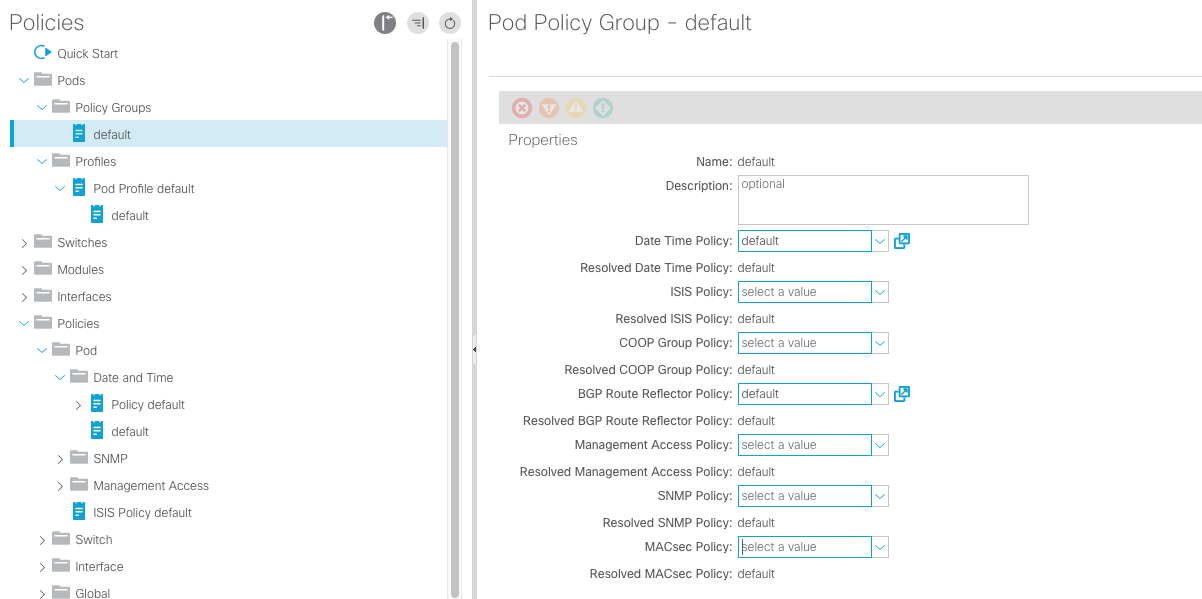 Policies
Quick Start
Pods
Policy Groups
default
Profiles
Pod Profile default
default
Switches
Modules
Interfaces
Policies
Pod
Date and Time
Policy default
default
SNMP
Management Access
ISIS Policy default
Switch
Interface
Global
Pod Policy Group - default
Properties
Name: default
Description: optional
Date Time Policy: default
Resolved Date Time Policy: default
ISIS Policy: select a value
Resolved ISIS Policy: default
COOP Group Policy: select a value
Resolved COOP Group Policy: default
BGP Route Reflector Policy: default
Resolved BGP Route Reflector Policy: default
Management Access Policy: select a value
Resolved Management Access Policy: default
SNMP Policy: select a value
Resolved SNMP Policy: default
MACsec Policy: select a value
Resolved MACsec Policy: default